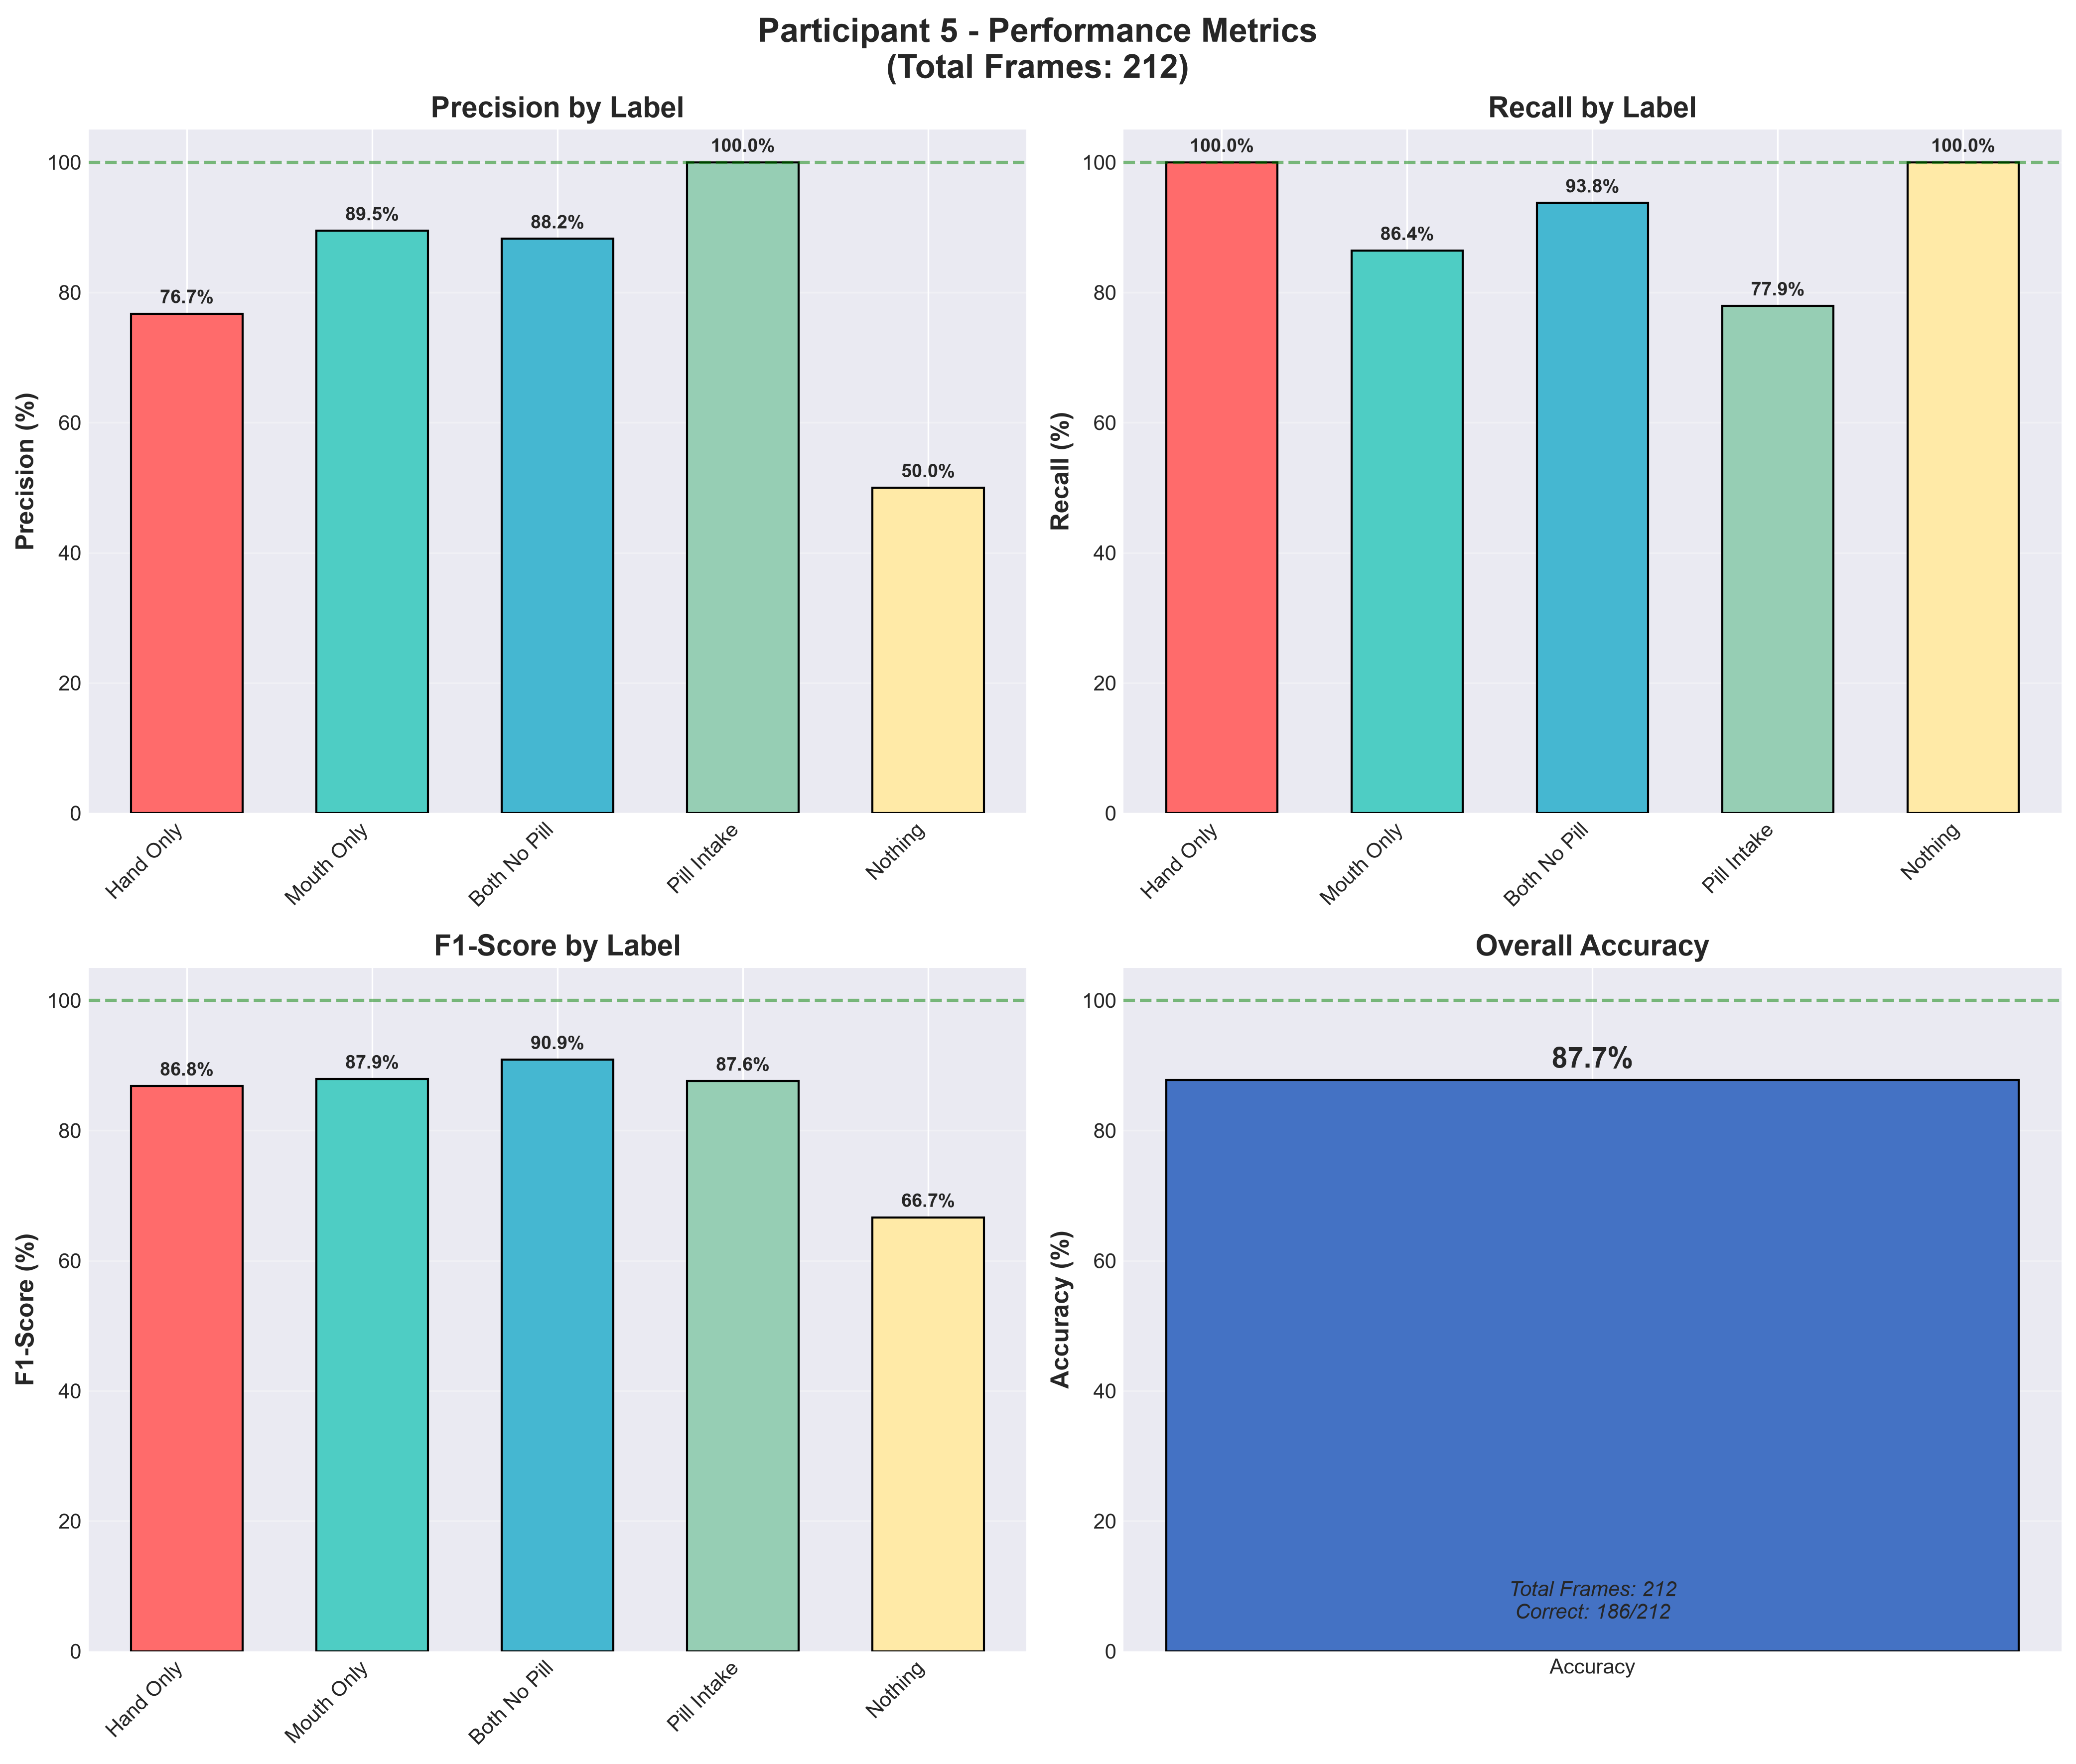 Participant 5 - Performance Metrics
(Total Frames: 212)
Precision by Label
Precision (%)
100
80
60
40
20
0
76.7%
89.5%
88.2%
100.0%
50.0%
Hand Only
Mouth Only
Both No Pill
Pill Intake
Nothing
Recall by Label
Recall (%)
100
80
60
40
20
0
100.0%
86.4%
93.8%
77.9%
100.0%
Hand Only
Mouth Only
Both No Pill
Pill Intake
Nothing
F1-Score by Label
F1-Score (%)
100
80
60
40
20
0
86.8%
87.9%
90.9%
87.6%
66.7%
Hand Only
Mouth Only
Both No Pill
Pill Intake
Nothing
Overall Accuracy
Accuracy (%)
100
80
60
40
20
0
87.7%
Total Frames: 212
Correct: 186/212
Accuracy